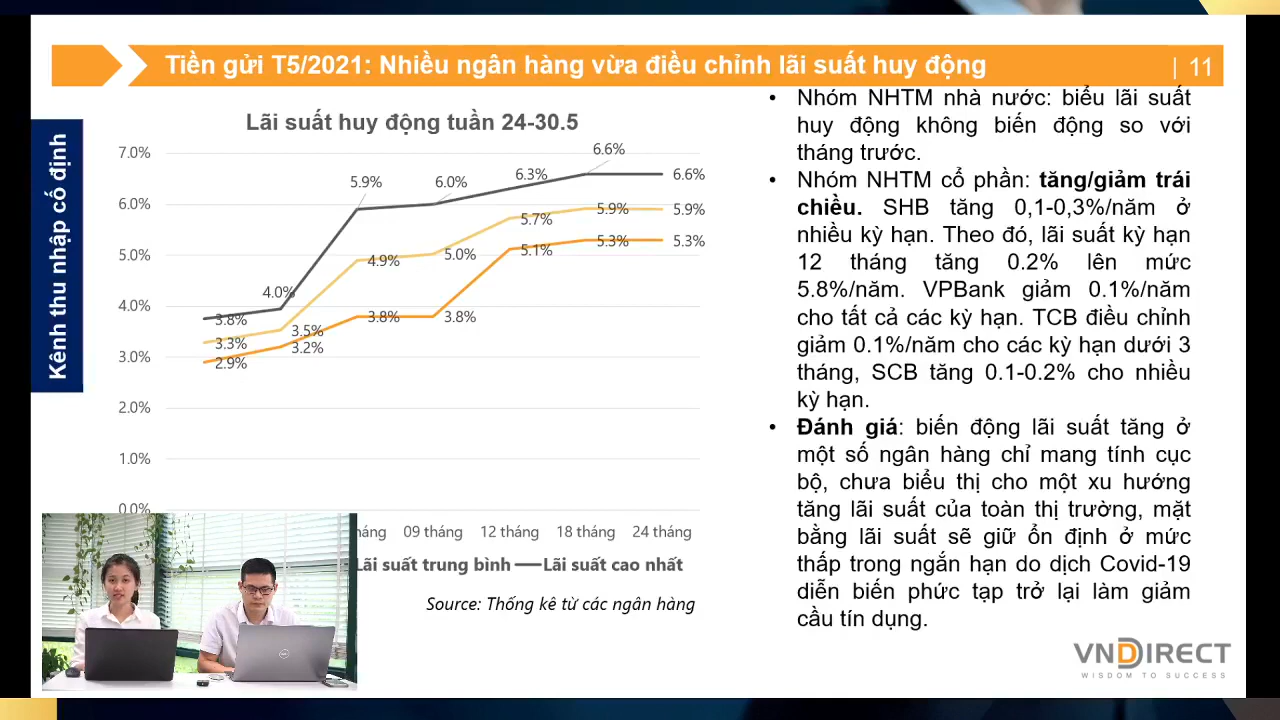 Tiền gửi T5/2021: Nhiều ngân hàng vừa điều chỉnh lãi suất huy động
| 11
Kênh thu nhập cố định
Lãi suất huy động tuần 24-30.5
7.0%
6.0%
5.0%
4.0%
3.0%
2.0%
1.0%
0.0%
3.8%
4.0%
5.9%
6.0%
6.3%
6.6%
6.6%
3.3%
3.5%
4.9%
5.0%
5.7%
5.9%
5.9%
2.9%
3.2%
3.8%
3.8%
5.1%
5.3%
5.3%
09 tháng
12 tháng
18 tháng
24 tháng
Lãi suất trung bình
Lãi suất cao nhất
Source: Thống kê từ các ngân hàng
• Nhóm NHTM nhà nước: biểu lãi suất
huy động không biến động so với
tháng trước.
• Nhóm NHTM cổ phần: tăng/giảm trái
chiều. SHB tăng 0,1-0,3%/năm ở
nhiều kỳ hạn. Theo đó, lãi suất kỳ hạn
12 tháng tăng 0.2% lên mức
5.8%/năm. VPBank giảm 0.1%/năm
cho tất cả các kỳ hạn. TCB điều chỉnh
giảm 0.1%/năm cho các kỳ hạn dưới 3
tháng, SCB tăng 0.1-0.2% cho nhiều
kỳ hạn.
• Đánh giá: biến động lãi suất tăng ở
một số ngân hàng chỉ mang tính cục
bộ, chưa biểu thị cho một xu hướng
tăng lãi suất của toàn thị trường, mặt
bằng lãi suất sẽ giữ ổn định ở mức
thấp trong ngắn hạn do dịch Covid-19
diễn biến phức tạp trở lại làm giảm
cầu tín dụng.
VNDIRECT
WISDOM TO SUCCESS